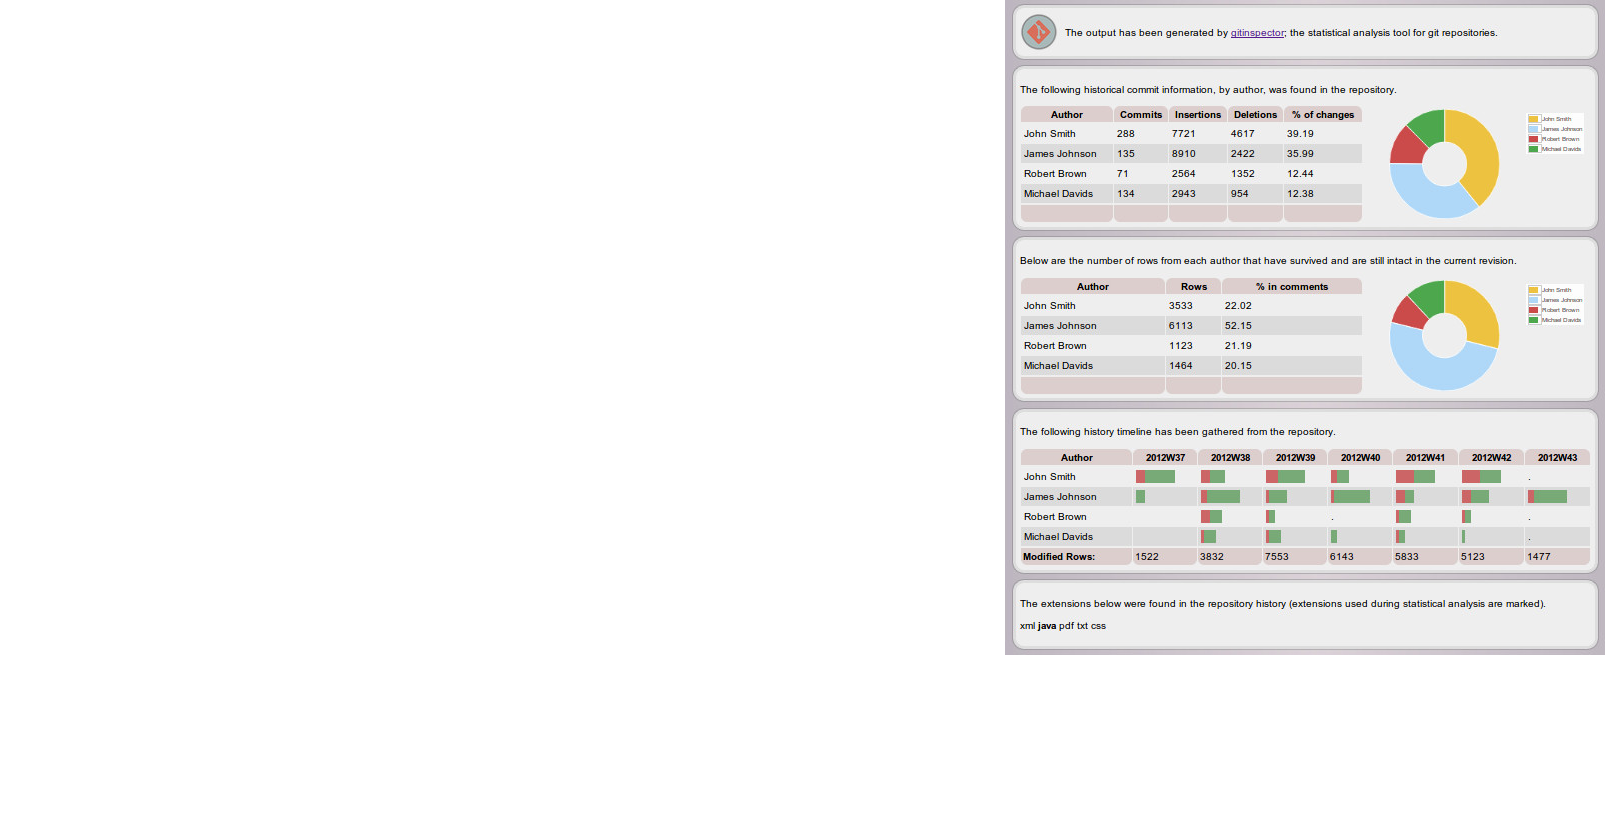 The output has been generated by gitinspector; the statistical analysis tool for git repositories.
The following historical commit information, by author, was found in the repository.
Author Commits Insertions Deletions % of changes
John Smith 288 7721 4617 39.19
James Johnson 135 8910 2422 35.99
Robert Brown 71 2564 1352 12.44
Michael Davids 134 2943 954 12.38
John Smith
James Johnson
Robert Brown
Michael Davids
Below are the number of rows from each author that have survived and are still intact in the current revision.
Author Rows % in comments
John Smith 3533 22.02
James Johnson 6113 52.15
Robert Brown 1123 21.19
Michael Davids 1464 20.15
John Smith
James Johnson
Robert Brown
Michael Davids
The following history timeline has been gathered from the repository.
Author 2012W37 2012W38 2012W39 2012W40 2012W41 2012W42 2012W43
John Smith .
James Johnson
Robert Brown . .
Michael Davids .
Modified Rows: 1522 3832 7553 6143 5833 5123 1477
The extensions below were found in the repository history (extensions used during statistical analysis are marked).
xml java pdf txt css